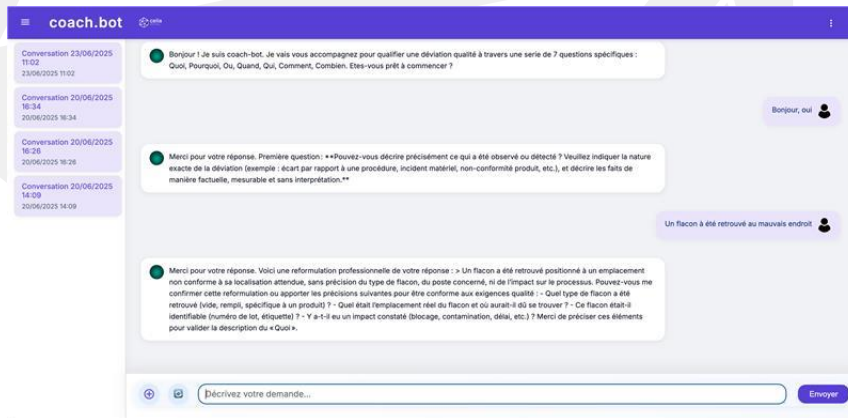 coach.bot
celia
Conversation 23/06/2025
11:02
23/06/2025 11:02
Conversation 20/06/2025
16:34
20/06/2025 16:34
Conversation 20/06/2025
16:26
20/06/2025 16:26
Conversation 20/06/2025
14:09
20/06/2025 14:09
Bonjour ! Je suis coach-bot. Je vais vous accompagnez pour qualifier une déviation qualité à travers une serie de 7 questions spécifiques :
Quoi, Pourquoi, Ou, Quand, Qui, Comment, Combien. Etes-vous prêt à commencer ?
Bonjour, oui
Merci pour votre réponse. Première question : **Pouvez-vous décrire précisément ce qui a été observé ou détecté ? Veuillez indiquer la nature
exacte de la déviation (exemple : écart par rapport à une procédure, incident matériel, non-conformité produit, etc.), et décrire les faits de
manière factuelle, mesurable et sans interprétation.**
Un flacon à été retrouvé au mauvais endroit
Merci pour votre réponse. Voici une reformulation professionnelle de votre réponse : > Un flacon a été retrouvé positionné à un emplacement
non conforme à sa localisation attendue, sans précision du type de flacon, du poste concerné, ni de l'impact sur le processus. Pouvez-vous me
confirmer cette reformulation ou apporter les précisions suivantes pour être conforme aux exigences qualité : - Quel type de flacon a été
retrouvé (vide, rempli, spécifique à un produit) ? - Quel était l'emplacement réel du flacon et où aurait-il dû se trouver ? - Ce flacon était-il
identifiable (numéro de lot, étiquette) ? - Y a-t-il eu un impact constaté (blocage, contamination, délai, etc.) ? Merci de préciser ces éléments
pour valider la description du « Quoi ».
Décrivez votre demande...
Envoyer